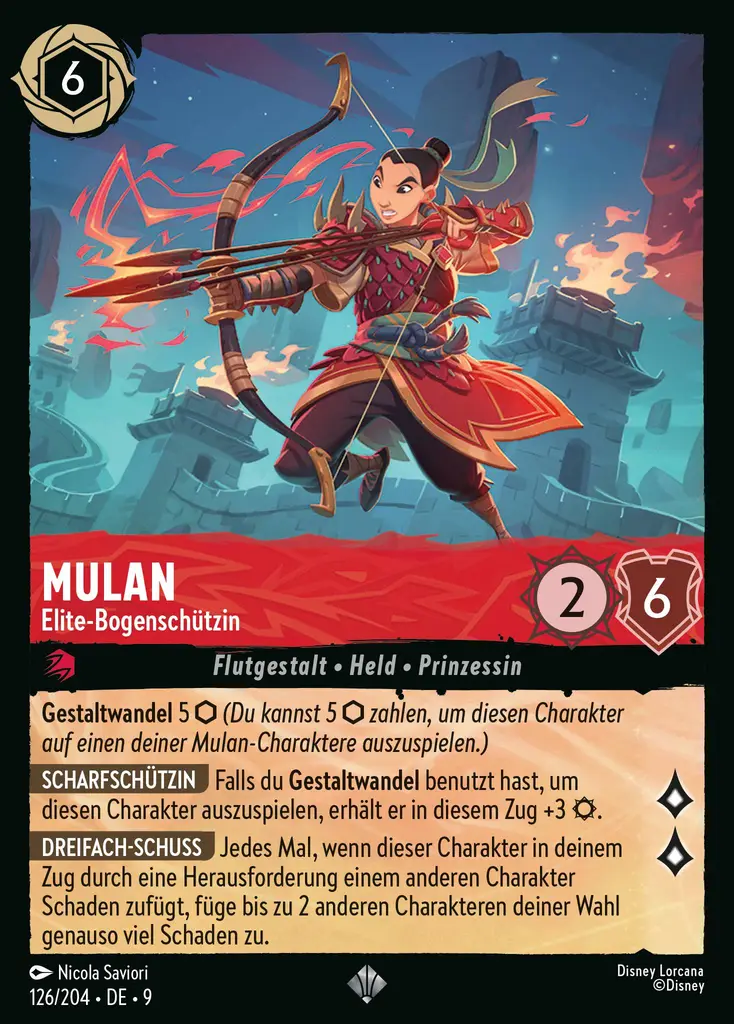 6
MULAN
Elite-Bogenschützin
2
6
Flutgestalt • Held • Prinzessin
Gestaltwandel 5 (Du kannst 5 zahlen, um diesen Charakter
auf einen deiner Mulan-Charaktere auszuspielen.)
SCHARFSCHÜTZIN Falls du Gestaltwandel benutzt hast, um
diesen Charakter auszuspielen, erhält er in diesem Zug +3 .
DREIFACH-SCHUSS Jedes Mal, wenn dieser Charakter in deinem
Zug durch eine Herausforderung einem anderen Charakter
Schaden zufügt, füge bis zu 2 anderen Charakteren deiner Wahl
genauso viel Schaden zu.
Nicola Saviori
126/204 • DE • 9
Disney Lorcana
©Disney